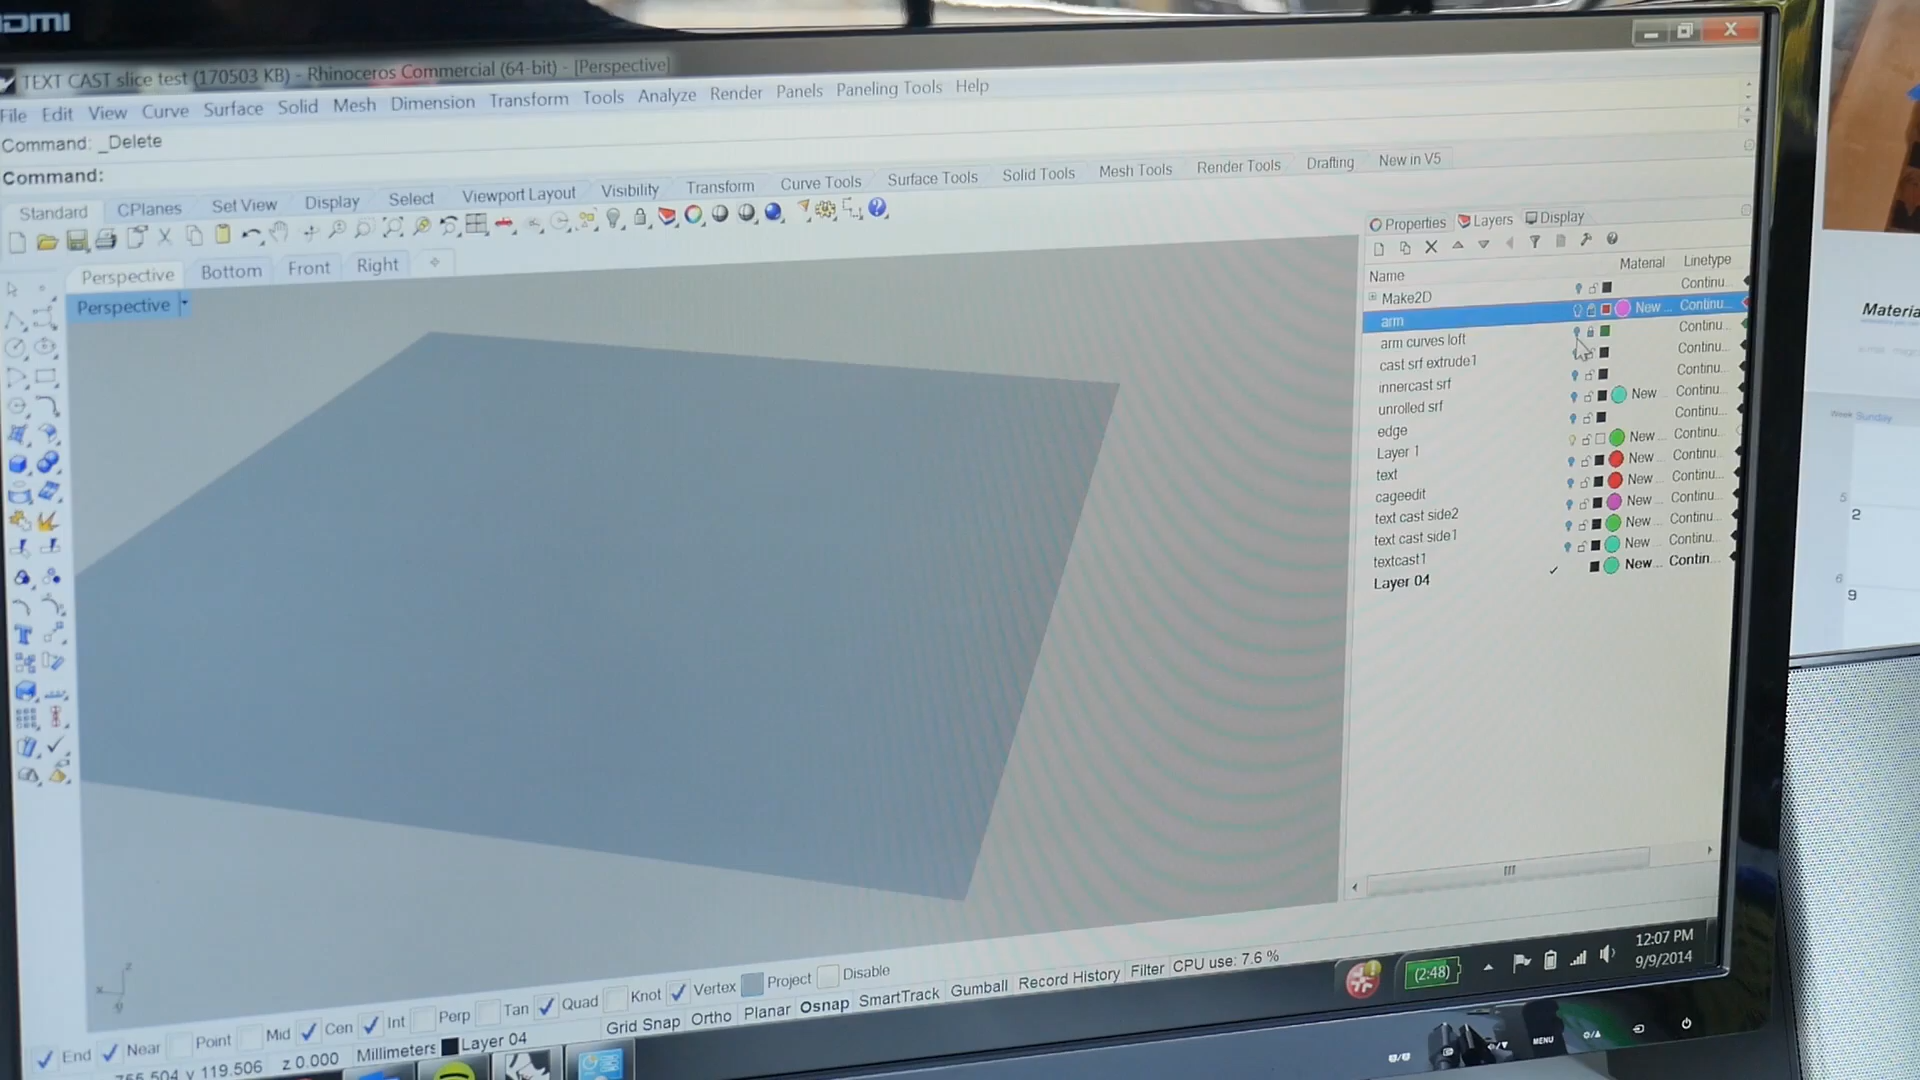 HDMI
TEXT CAST slice test (170503 KB) - Rhinoceros Commercial (64-bit) - [Perspective]
File Edit View Curve Surface Solid Mesh Dimension Transform Tools Analyze Render Panels Paneling Tools Help
Command: _Delete
Command:
Standard CPlanes Set View Display Select Viewport Layout Visibility Transform Curve Tools Surface Tools Solid Tools Mesh Tools Render Tools Drafting New in V5
Perspective Bottom Front Right
Perspective
Properties Layers Display
Name Material Linetype
Make2D Continu...
arm New ... Continu...
arm curves loft Continu...
cast srf extrude1 Continu...
innercast srf Continu...
unrolled srf New Continu...
edge Continu...
Layer 1 New Continu...
text New ... Continu...
cageedit New ... Continu...
text cast side2 New ... Continu...
text cast side1 New ... Continu...
textcast1 New ... Continu...
Layer 04 New... Contin...
z
x
y
End Near Point Mid Cen Int Perp Tan Quad Knot Vertex Project Disable
y 119.506 z 0.000 Millimeters Layer 04 Grid Snap Ortho Planar Osnap SmartTrack Gumball Record History Filter CPU use: 7.6 %
(2:48)
12:07 PM
9/9/2014
MENU
Materia
Week Sunday
5
2
6
9